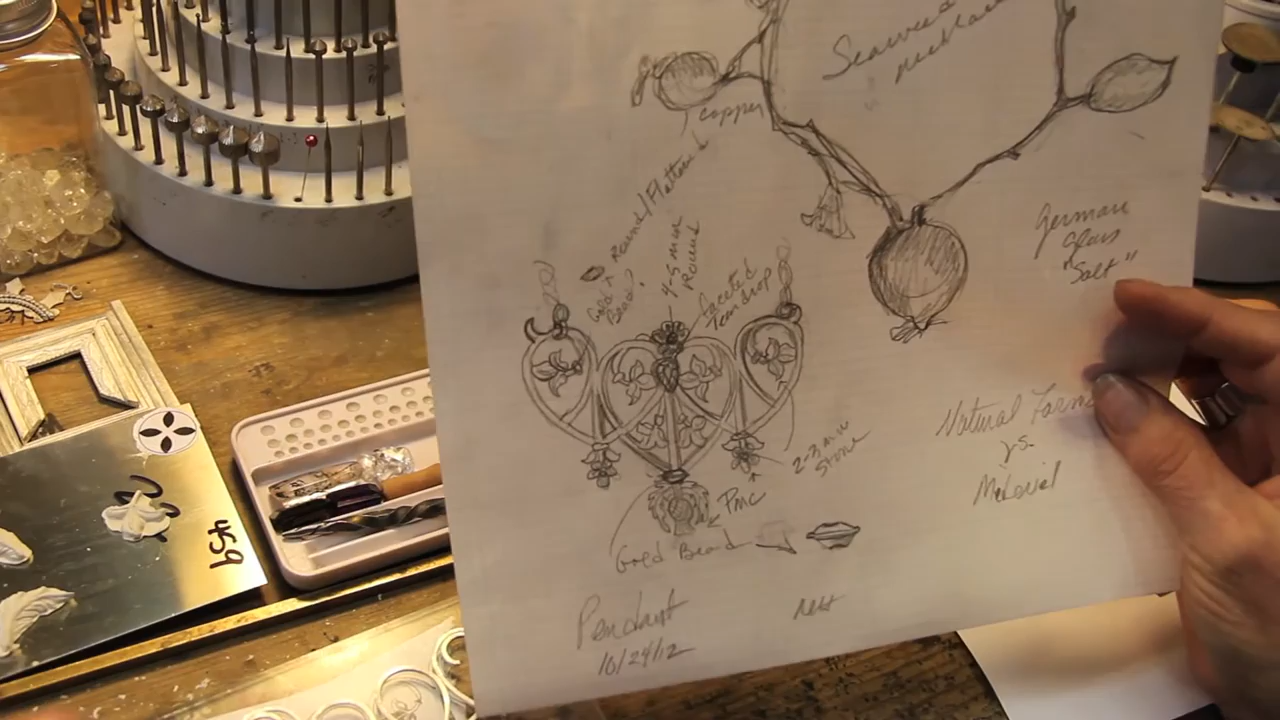 Seaweed
necklace
copper
Round/Flattened
Gold
Bead?
4-5 mm
Round
faceted
Teardrop
German
Glass
"Salt"
2-3 mm
stone
PMC
Gold Bead
Natural Forms
vs.
Pendant
10/24/12
459